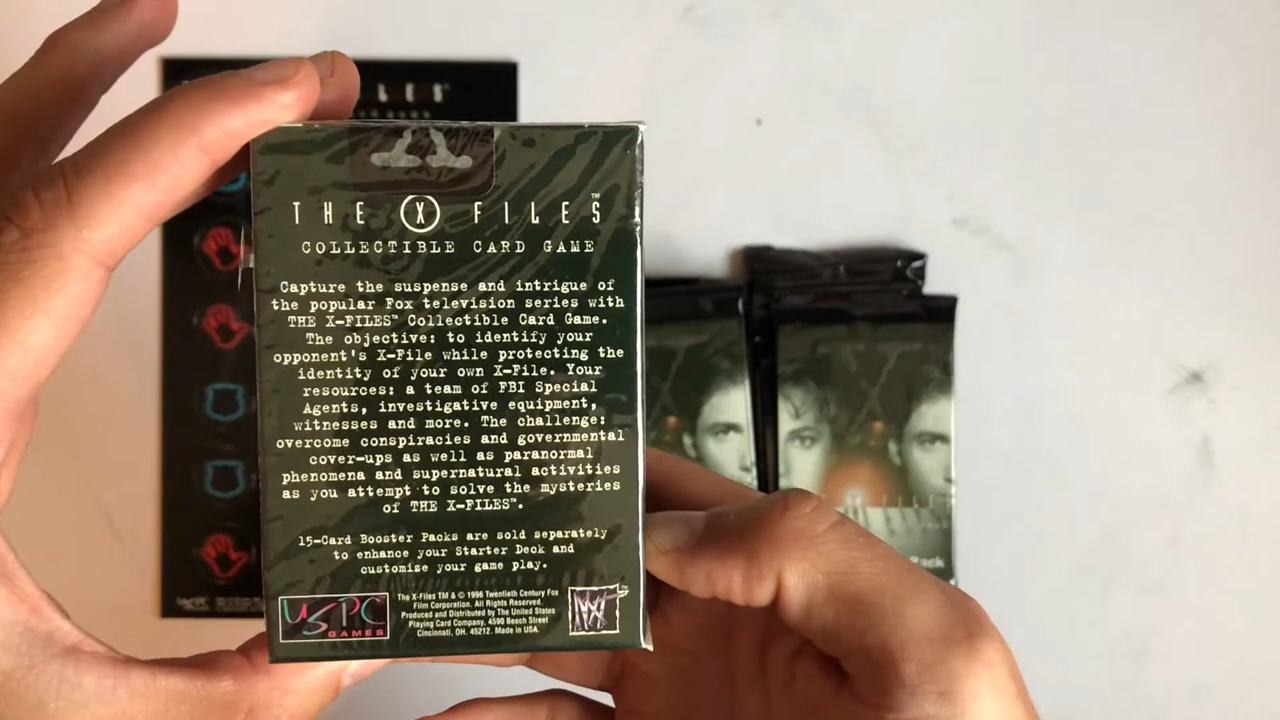 THE X FILES™
COLLECTIBLE CARD GAME
Capture the suspense and intrigue of
the popular Fox television series with
THE X-FILES™ Collectible Card Game.
The objective: to identify your
opponent's X-File while protecting the
identity of your own X-File. Your
resources: a team of FBI Special
Agents, investigative equipment,
witnesses and more. The challenge:
overcome conspiracies and governmental
cover-ups as well as paranormal
phenomena and supernatural activities
as you attempt to solve the mysteries
of THE X-FILES™.
15-Card Booster Packs are sold separately
to enhance your Starter Deck and
customize your game play.
USPC
GAMES
The X-Files TM & © 1996 Twentieth Century Fox
Film Corporation. All Rights Reserved.
Produced and Distributed by The United States
Playing Card Company, 4590 Beech Street
Cincinnati, OH. 45212. Made in USA.
Pack